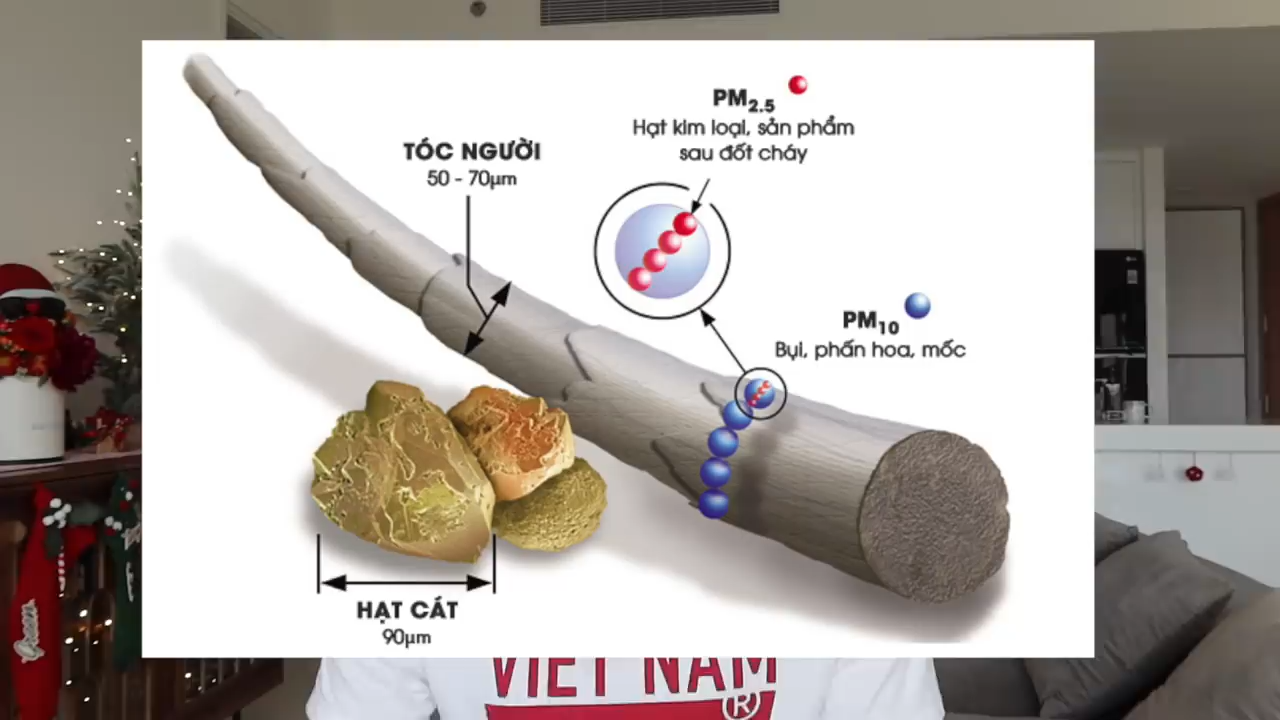 PM2.5
Hạt kim loại, sản phẩm
sau đốt cháy
TÓC NGƯỜI
50 - 70µm
PM10
Bụi, phấn hoa, mốc
HẠT CÁT
90µm
VIỆT NAM
®